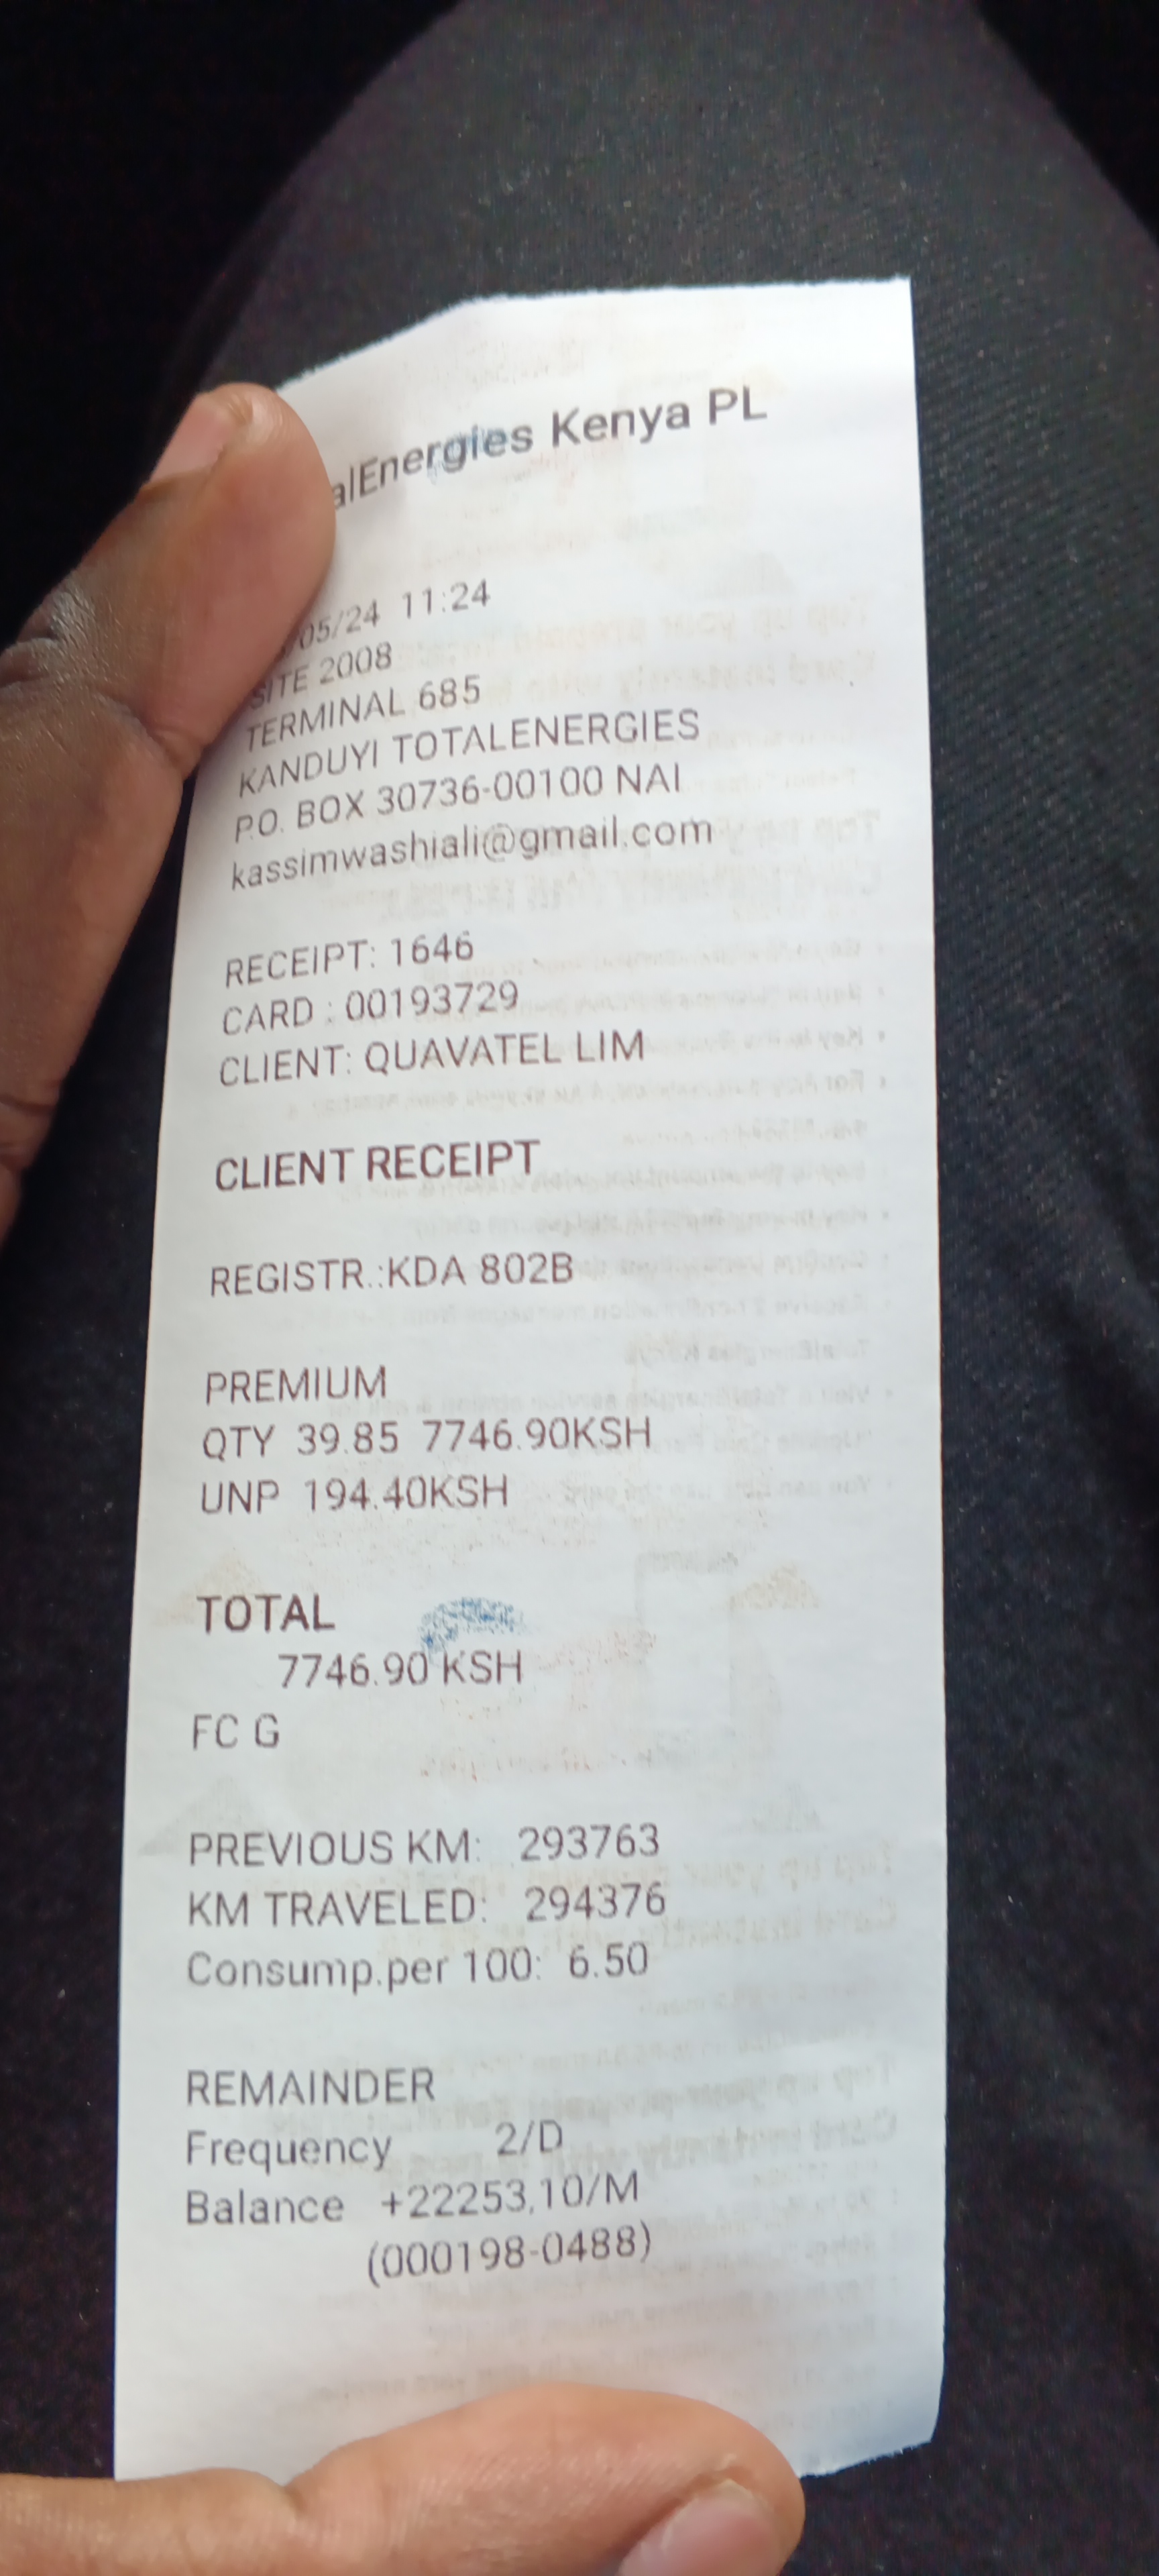 alEnergies Kenya PL
/05/24 11:24
SITE 2008
TERMINAL 685
KANDUYI TOTALENERGIES
P.O. BOX 30736-00100 NAI
kassimwashiali@gmail.com
RECEIPT: 1646
CARD : 00193729
CLIENT: QUAVATEL LIM
CLIENT RECEIPT
REGISTR.:KDA 802B
PREMIUM
QTY 39.85 7746.90KSH
UNP 194.40KSH
TOTAL
7746.90 KSH
FC G
PREVIOUS KM: 293763
KM TRAVELED: 294376
Consump.per 100: 6.50
REMAINDER
Frequency 2/D
Balance +22253,10/M
(000198-0488)